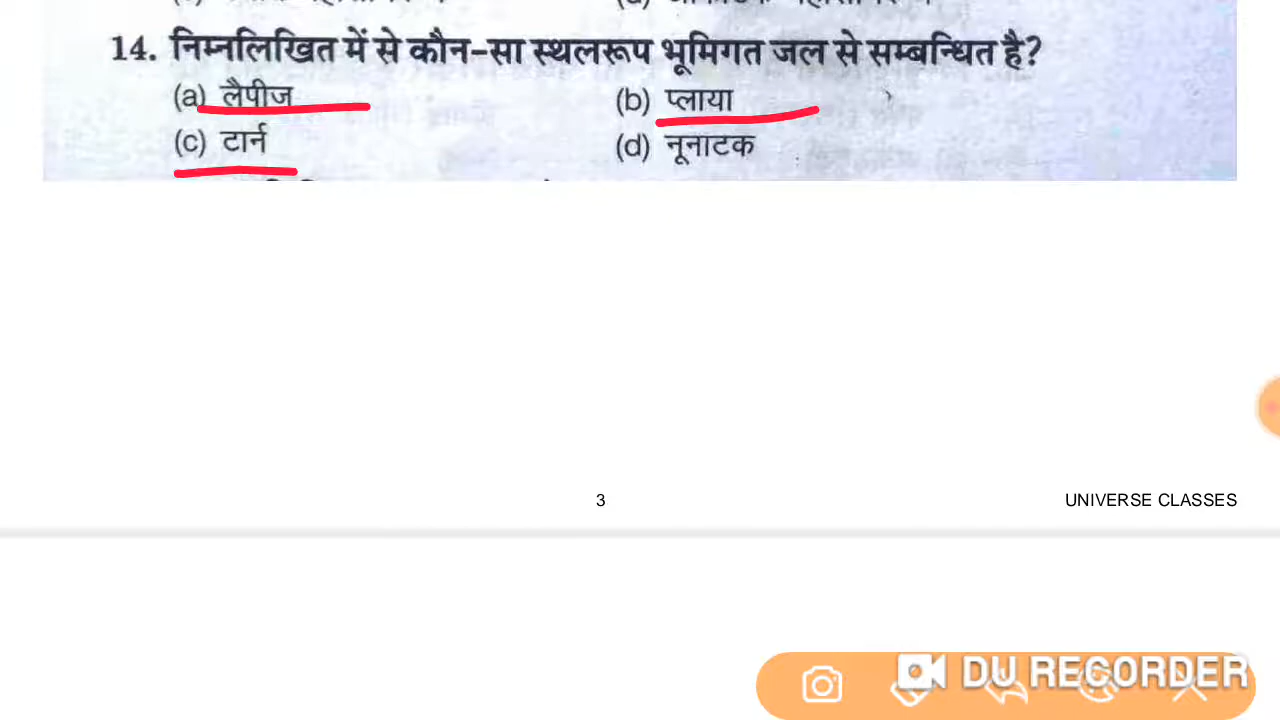 14. निम्नलिखित में से कौन-सा स्थलरूप भूमिगत जल से सम्बन्धित है?
(a) लैपीज (b) प्लाया
(c) टार्न (d) नूनाटक
3 UNIVERSE CLASSES
DU RECORDER